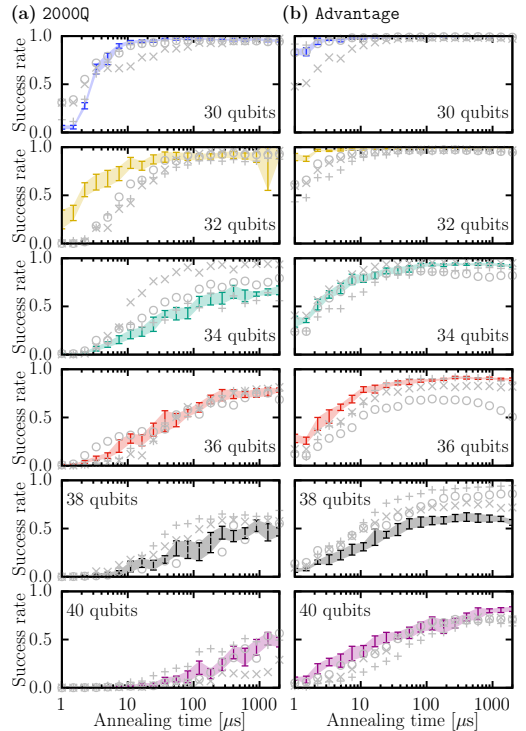 (a) 2000Q (b) Advantage
1.0
0.5
0.0
Success rate
30 qubits
30 qubits
1.0
0.5
0.0
Success rate
32 qubits
32 qubits
1.0
0.5
0.0
Success rate
34 qubits
34 qubits
1.0
0.5
0.0
Success rate
36 qubits
36 qubits
1.0
0.5
0.0
Success rate
38 qubits
38 qubits
1.0
0.5
0.0
Success rate
40 qubits
40 qubits
1 10 100 1000 1 10 100 1000
Annealing time [μs] Annealing time [μs]